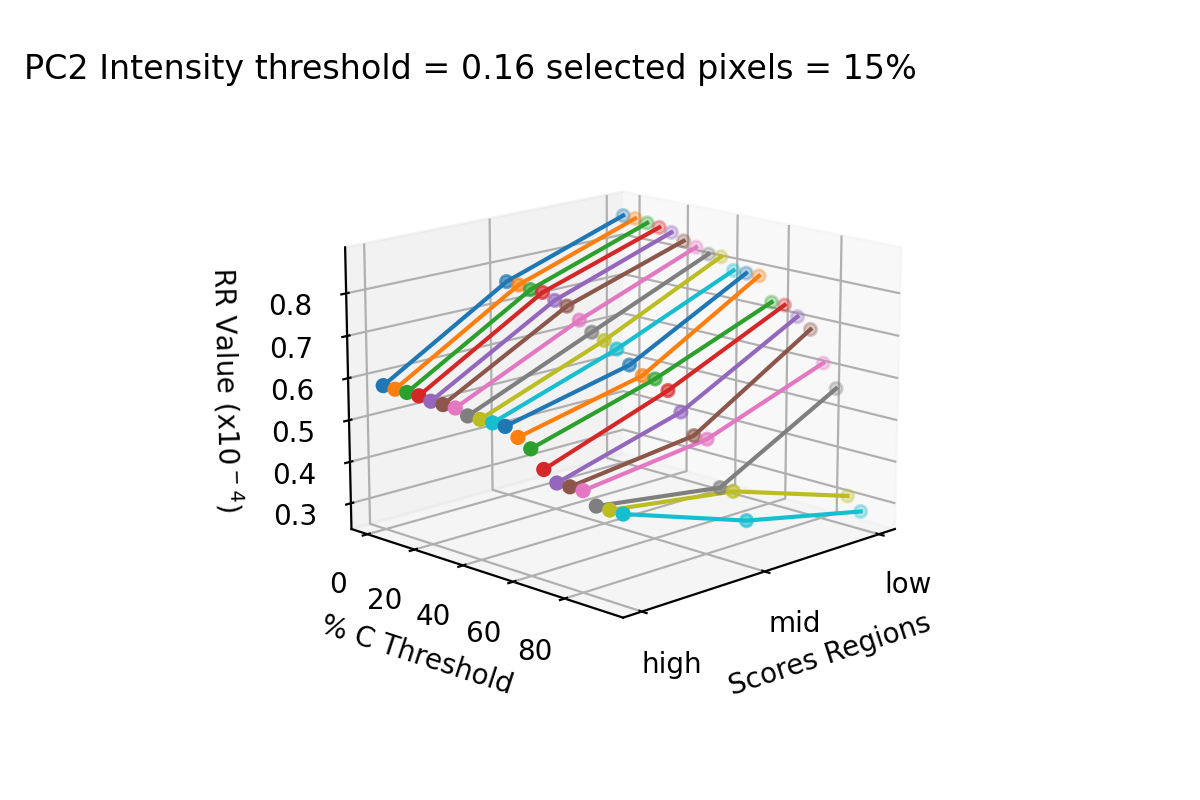 PC2 Intensity threshold = 0.16 selected pixels = 15%
RR Value (x10⁻⁴)
0.8
0.7
0.6
0.5
0.4
0.3
0
20
40
60
80
% C Threshold
high
mid
low
Scores Regions